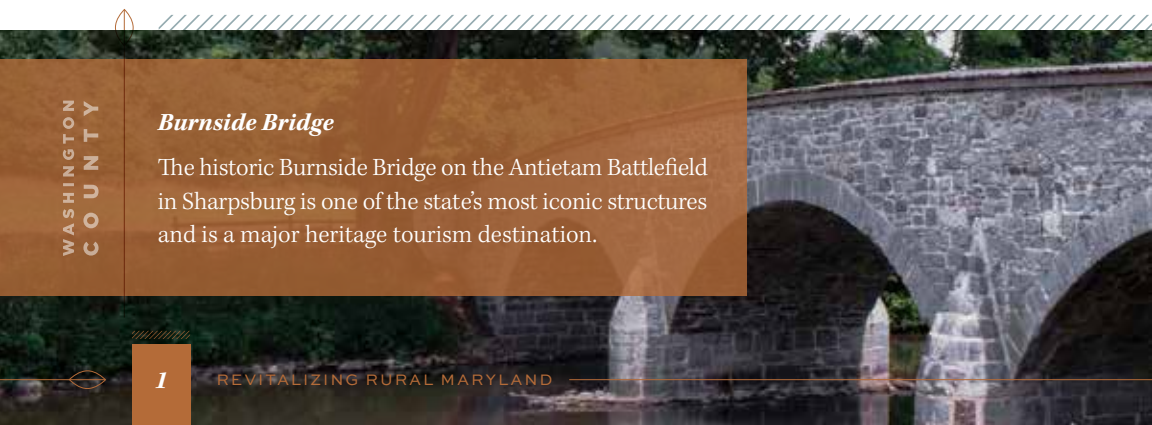 WASHINGTON
COUNTY
Burnside Bridge
The historic Burnside Bridge on the Antietam Battlefield
in Sharpsburg is one of the state's most iconic structures
and is a major heritage tourism destination.
1
REVITALIZING RURAL MARYLAND